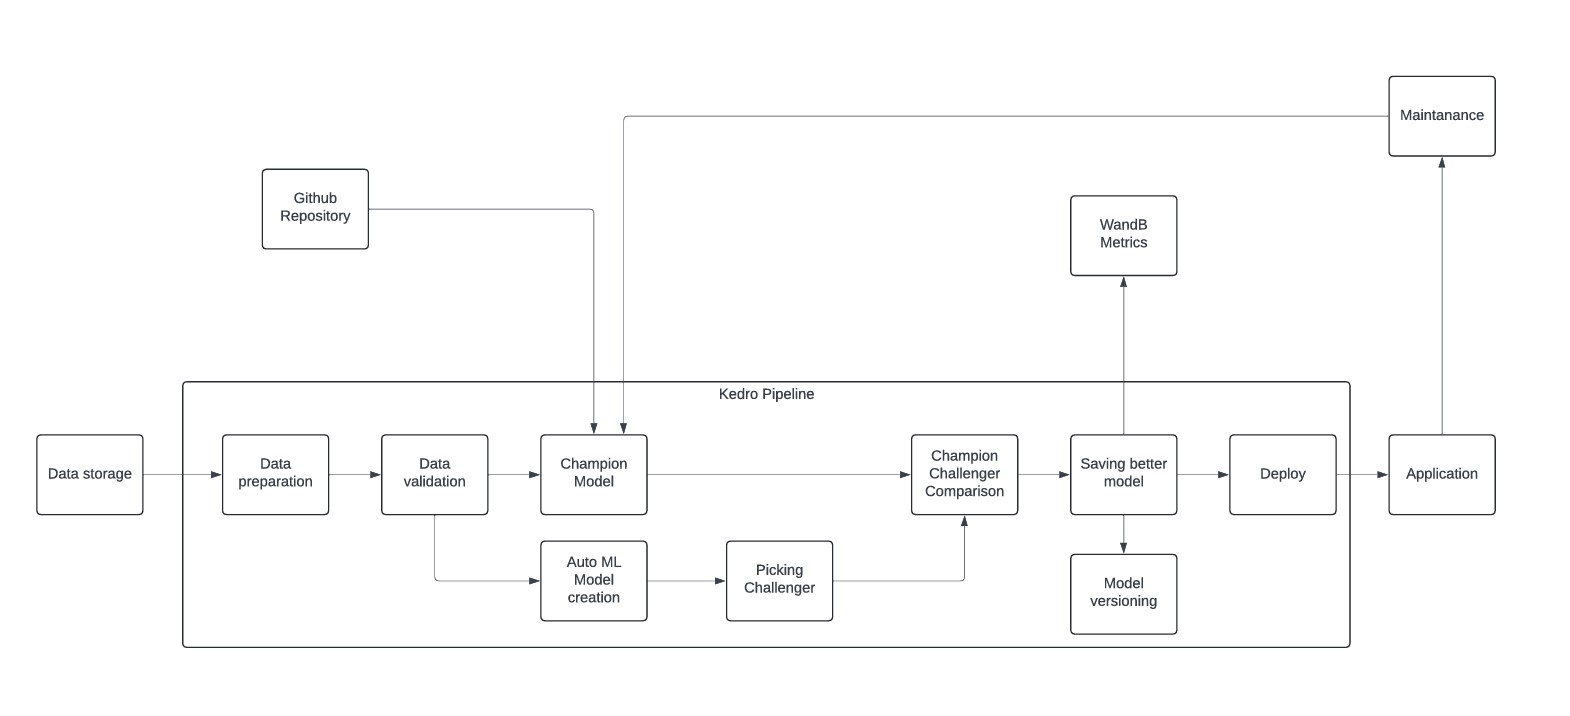 Maintanance
Github
Repository
WandB
Metrics
Kedro Pipeline
Data storage
Data
preparation
Data
validation
Champion
Model
Champion
Challenger
Comparison
Saving better
model
Deploy
Application
Auto ML
Model
creation
Picking
Challenger
Model
versioning